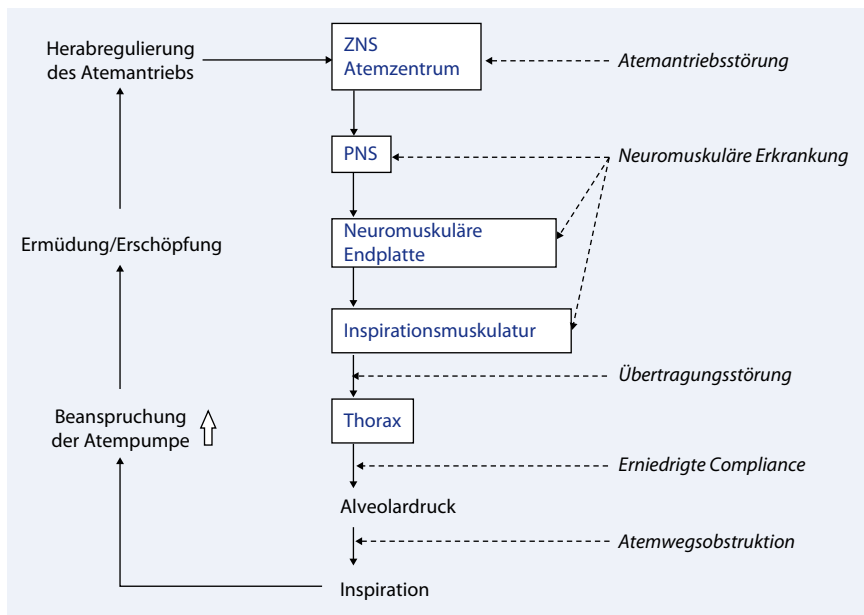 Herabregulierung
des Atemantriebs
ZNS
Atemzentrum
Atemantriebsstörung
PNS
Neuromuskuläre Erkrankung
Ermüdung/Erschöpfung
Neuromuskuläre
Endplatte
Inspirationsmuskulatur
Übertragungsstörung
Beanspruchung
der Atempumpe
Thorax
Erniedrigte Compliance
Alveolardruck
Atemwegsobstruktion
Inspiration